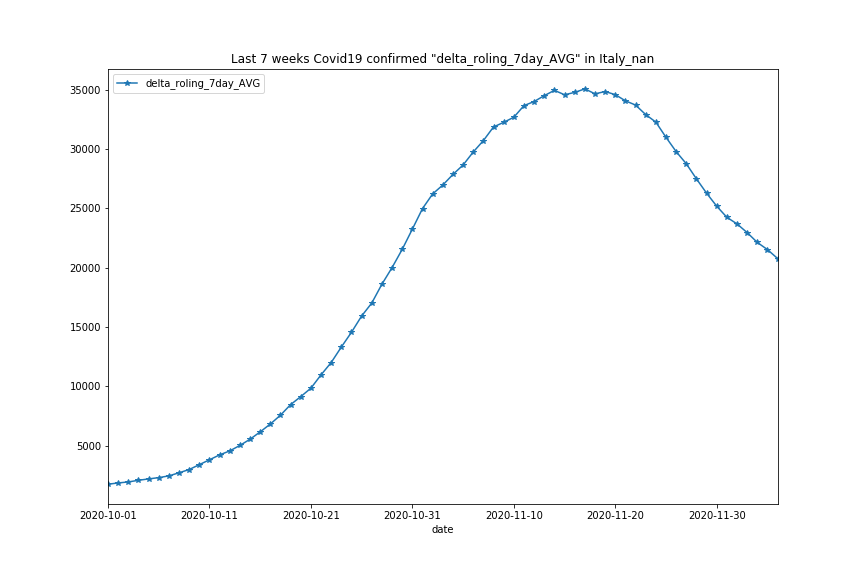 Last 7 weeks Covid19 confirmed "delta_roling_7day_AVG" in Italy_nan
delta_roling_7day_AVG
35000
30000
25000
20000
15000
10000
5000
2020-10-01 2020-10-11 2020-10-21 2020-10-31 2020-11-10 2020-11-20 2020-11-30
date